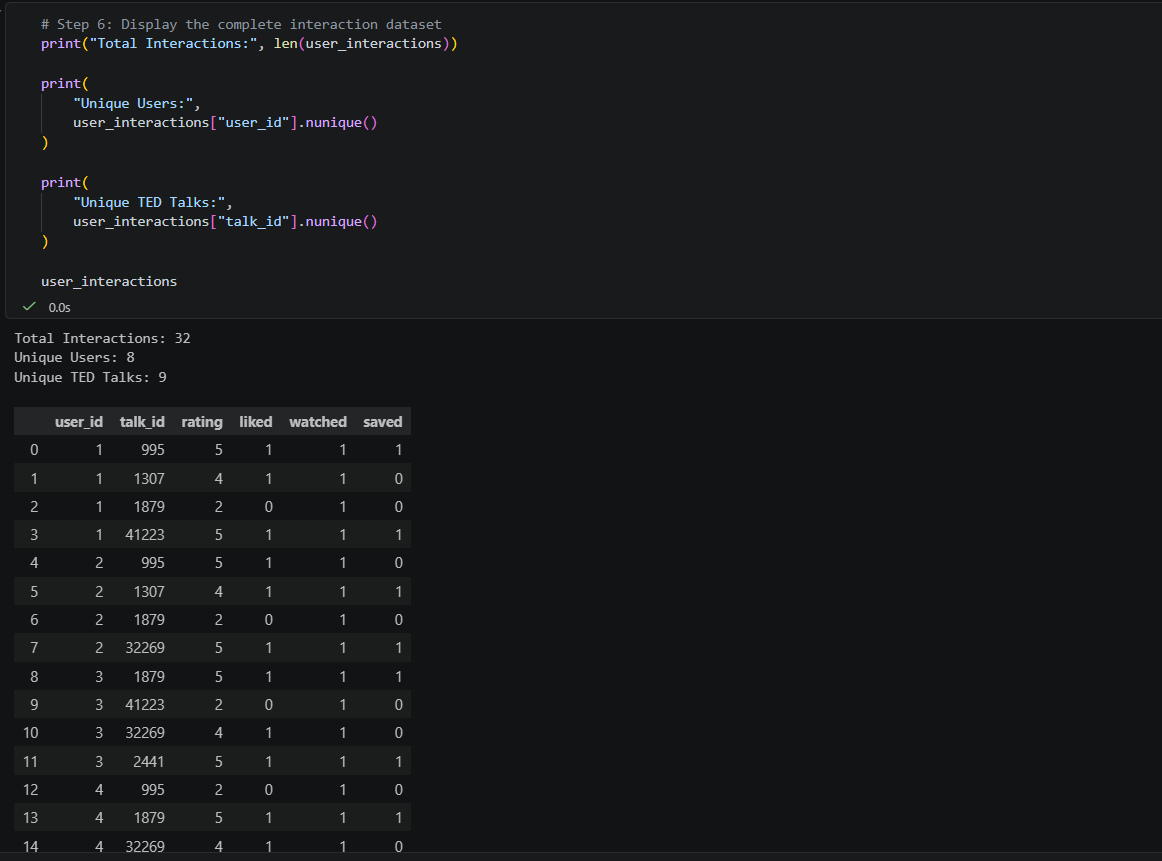 # Step 6: Display the complete interaction dataset
print("Total Interactions:", len(user_interactions))
print(
"Unique Users:",
user_interactions["user_id"].nunique()
)
print(
"Unique TED Talks:",
user_interactions["talk_id"].nunique()
)
user_interactions
0.0s
Total Interactions: 32
Unique Users: 8
Unique TED Talks: 9
user_id talk_id rating liked watched saved
0 1 995 5 1 1 1
1 1 1307 4 1 1 0
2 1 1879 2 0 1 0
3 1 41223 5 1 1 1
4 2 995 5 1 1 0
5 2 1307 4 1 1 1
6 2 1879 2 0 1 0
7 2 32269 5 1 1 1
8 3 1879 5 1 1 1
9 3 41223 2 0 1 0
10 3 32269 4 1 1 0
11 3 2441 5 1 1 1
12 4 995 2 0 1 0
13 4 1879 5 1 1 1
14 4 32269 4 1 1 0